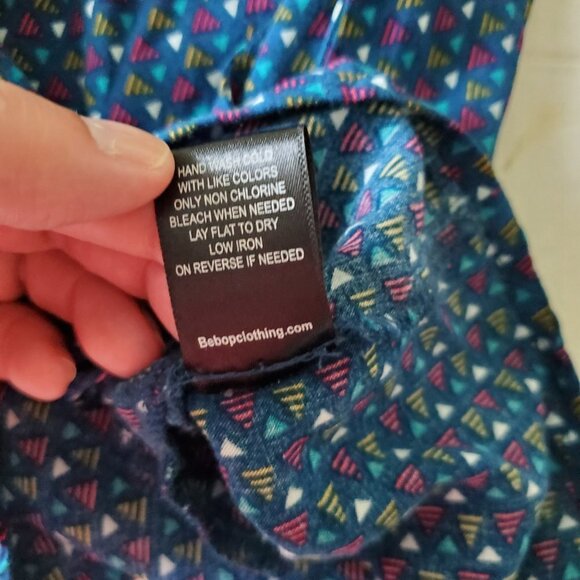 HAND WASH COLD
WITH LIKE COLORS
ONLY NON CHLORINE
BLEACH WHEN NEEDED
LAY FLAT TO DRY
LOW IRON
ON REVERSE IF NEEDED
Bebopclothing.com